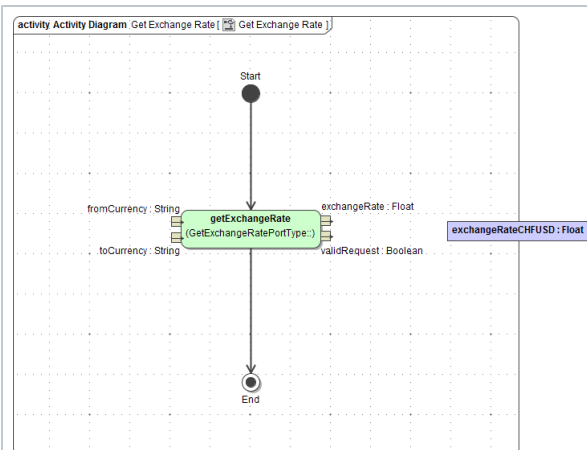 activity Activity Diagram Get Exchange Rate [ Get Exchange Rate ]
Start
fromCurrency : String
exchangeRate : Float
getExchangeRate
(GetExchangeRatePortType::)
exchangeRateCHFUSD : Float
toCurrency : String
validRequest : Boolean
End